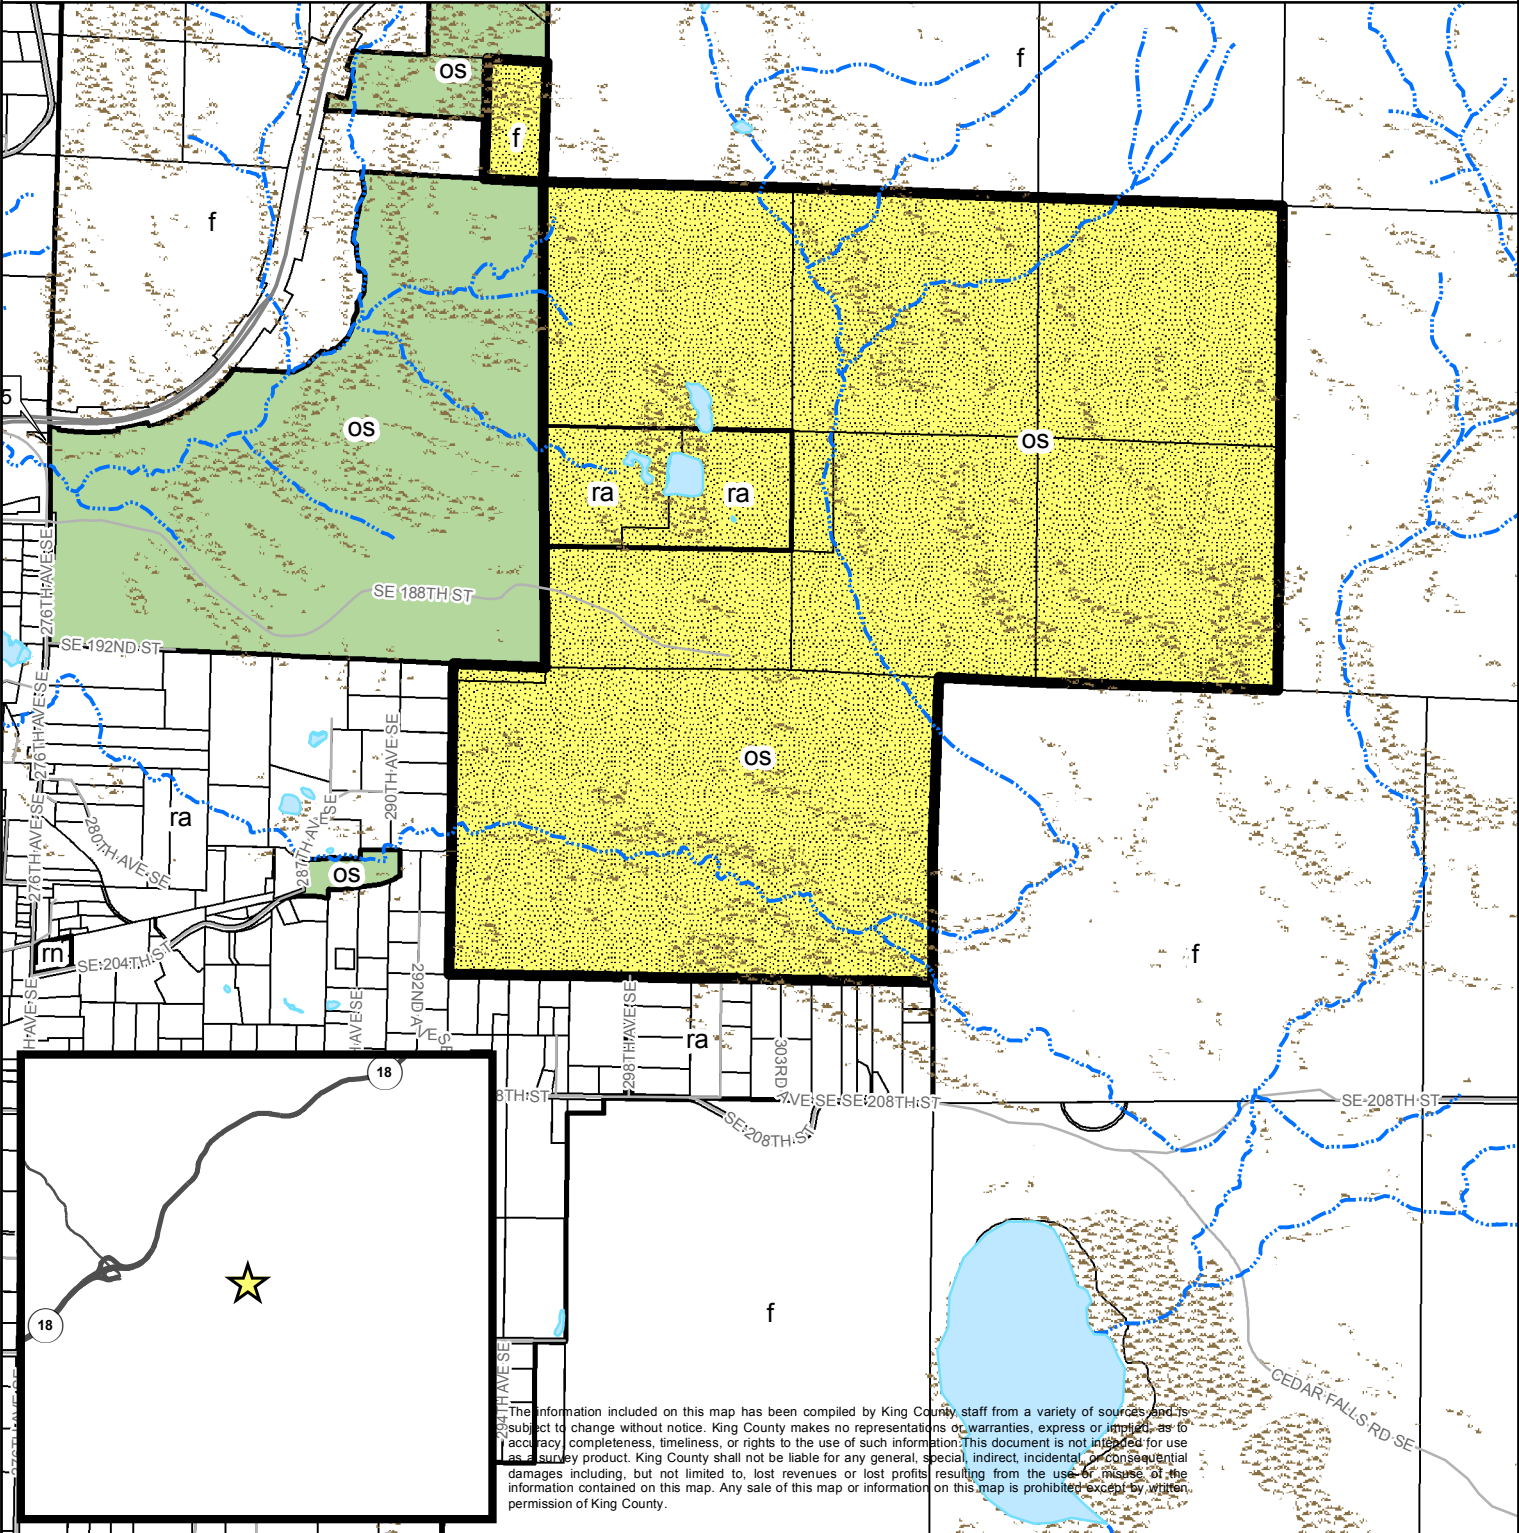 os
f
f
f
os
os
ra
ra
SE 188TH ST
276TH AVE SE
SE 192ND ST
276TH AVE SE
276TH AVE SE
290TH AVE SE
os
ra
280TH AVE SE
287TH AVE SE
os
276TH AVE SE
rn
SE 204TH ST
f
292ND AVE SE
298TH AVE SE
ra
303RD AVE SE
SE 208TH ST
SE 208TH ST
SE 208TH ST
18
18
f
294TH AVE SE
276TH AVE SE
CEDAR FALLS RD SE
The information included on this map has been compiled by King County staff from a variety of sources and is
subject to change without notice. King County makes no representations or warranties, express or implied, as to
accuracy, completeness, timeliness, or rights to the use of such information. This document is not intended for use
as a survey product. King County shall not be liable for any general, special, indirect, incidental, or consequential
damages including, but not limited to, lost revenues or lost profits resulting from the use or misuse of the
information contained on this map. Any sale of this map or information on this map is prohibited except by written
permission of King County.